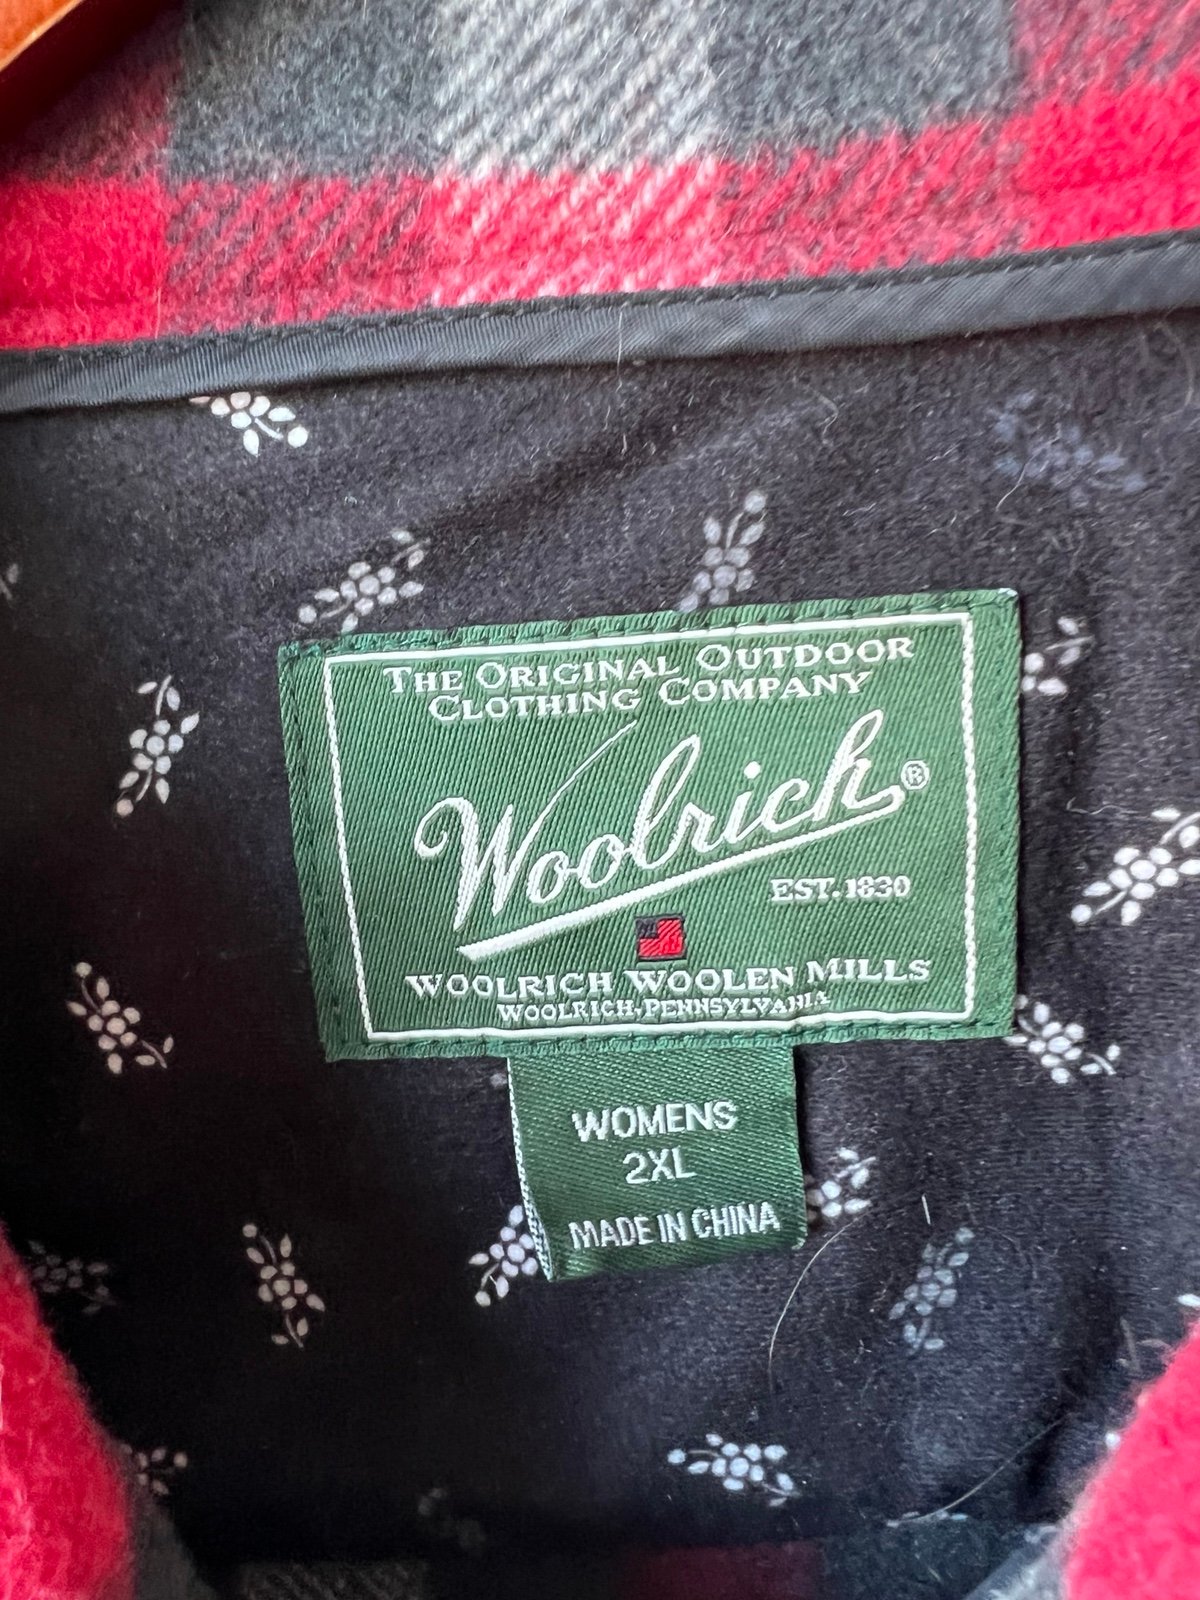 THE ORIGINAL OUTDOOR
CLOTHING COMPANY
Woolrich®
EST. 1830
WOOLRICH WOOLEN MILLS
WOOLRICH, PENNSYLVANIA
WOMENS
2XL
MADE IN CHINA